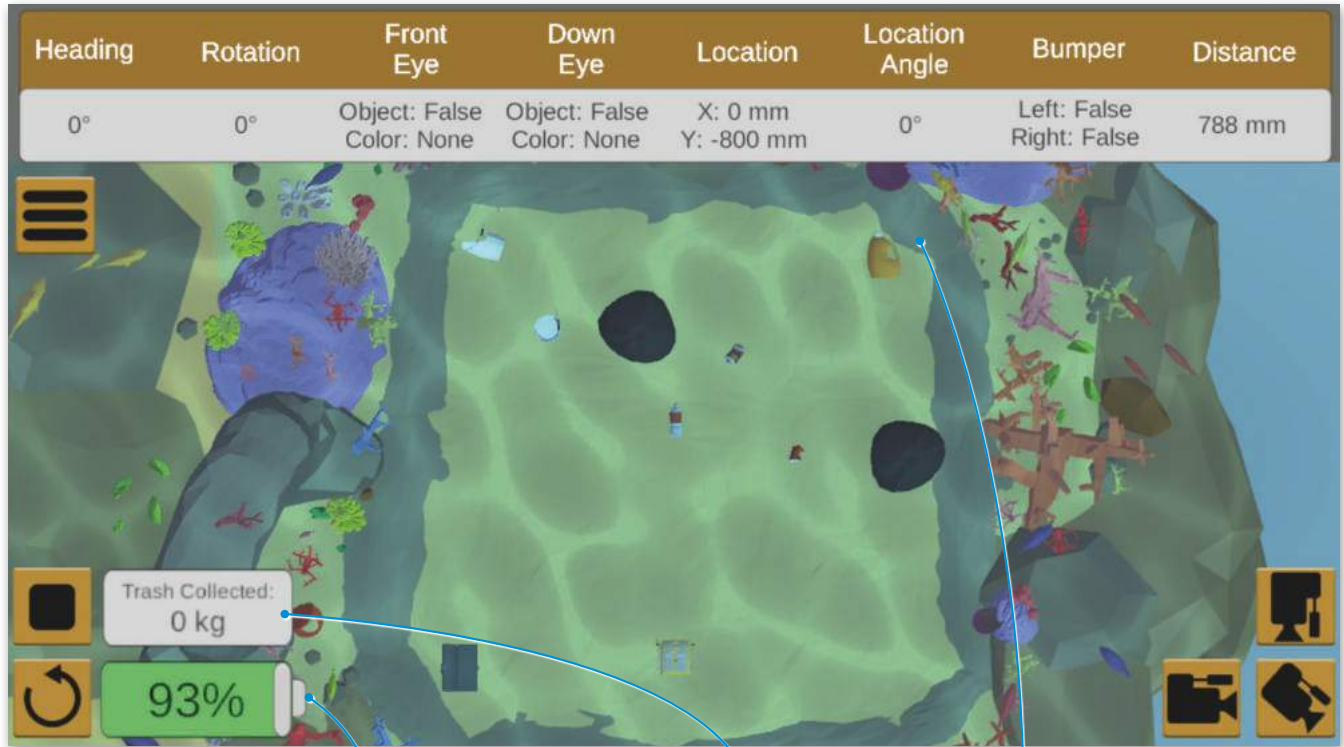 Heading Rotation Front Eye Down Eye Location Location Angle Bumper Distance
0° 0° Object: False Object: False X: 0 mm 0° Left: False 788 mm
Color: None Color: None Y: -800 mm Right: False
Trash Collected:
0 kg
93%